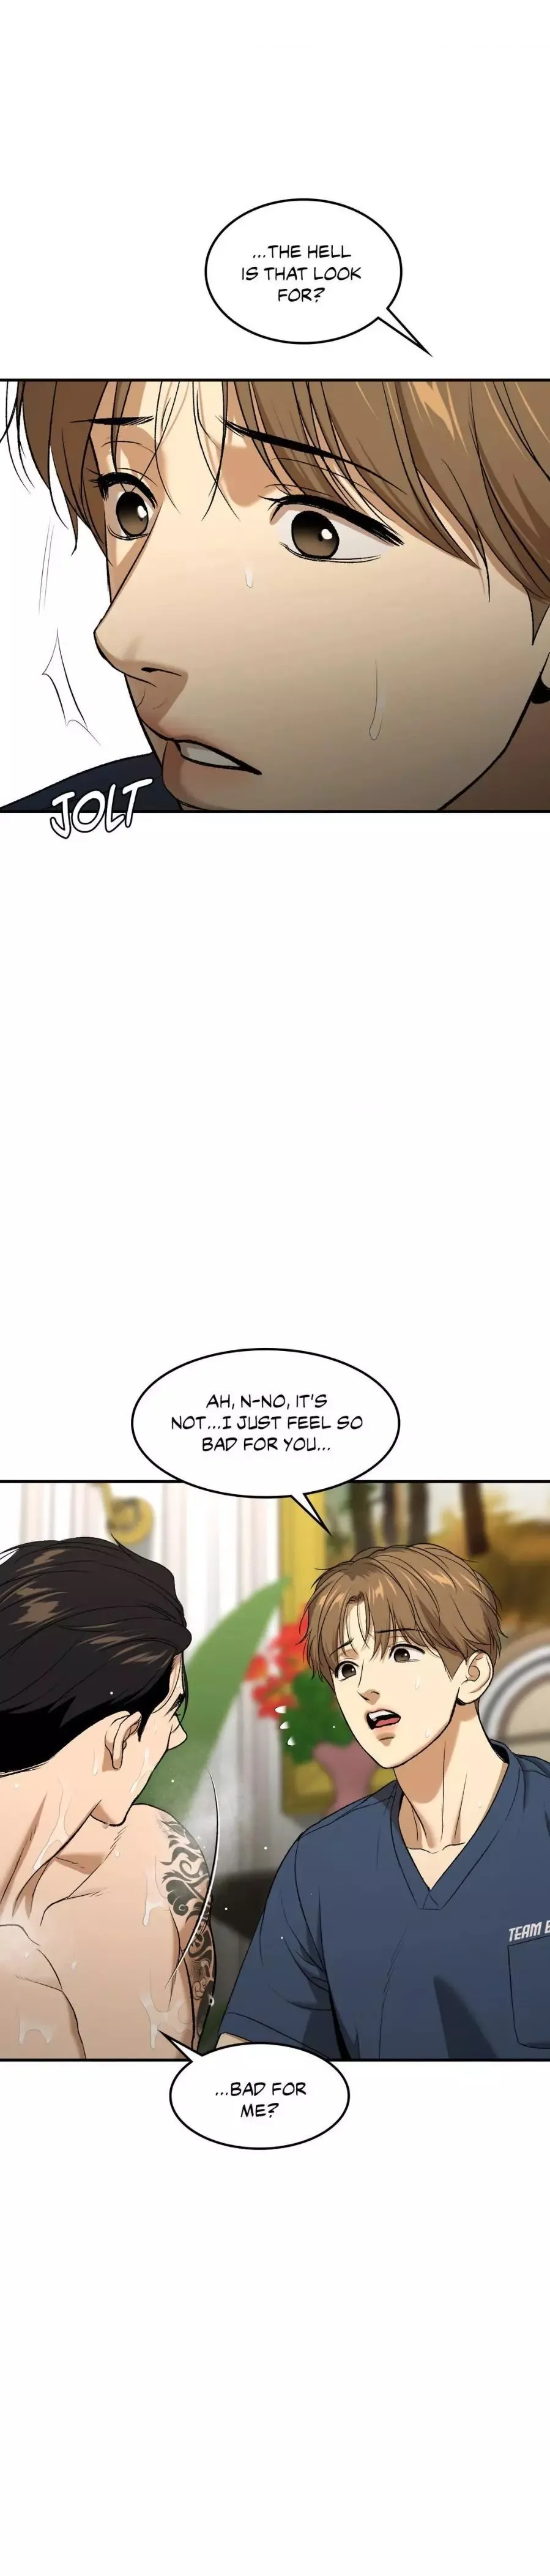 ...THE HELL
IS THAT LOOK
FOR?
JOLT
AH, N-NO, IT'S
NOT...I JUST FEEL SO
BAD FOR YOU...
TEAM
...BAD FOR
ME?